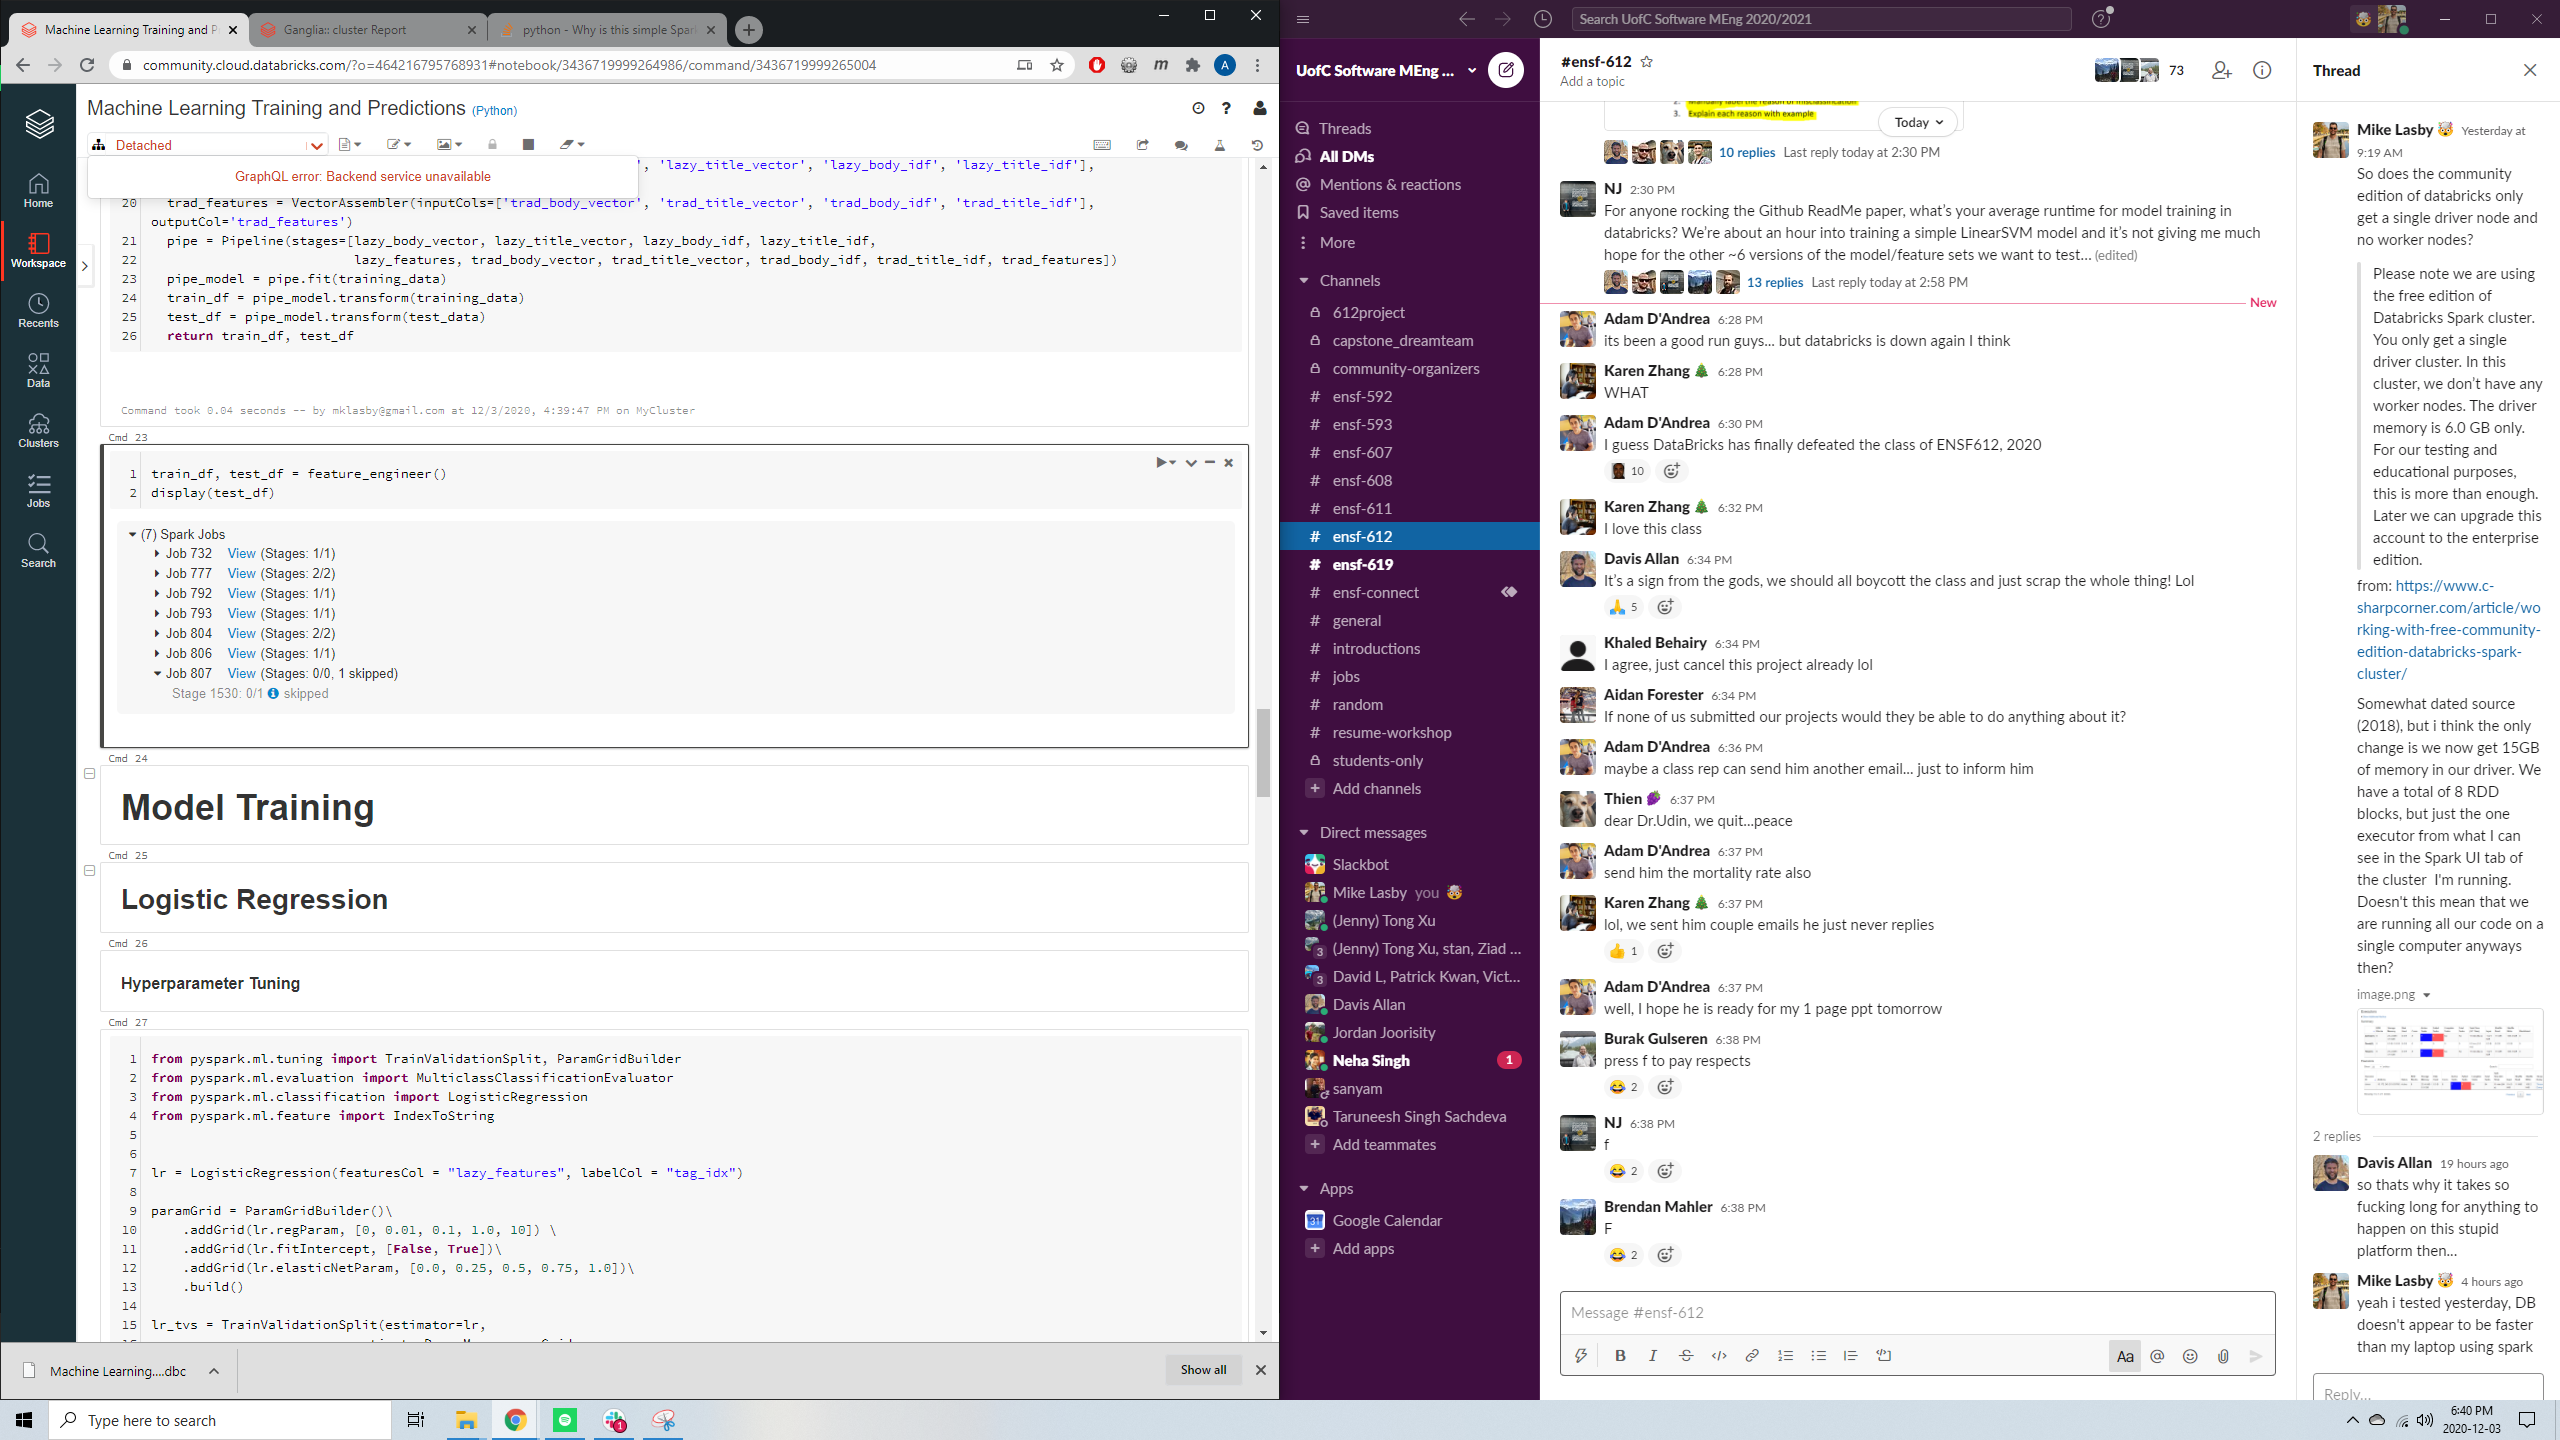 Machine Learning Training and P
Ganglia:: cluster Report
python - Why is this simple Spar
community.cloud.databricks.com/?o=464216795768931#notebook/3436719999264986/command/3436719999265004
A
Machine Learning Training and Predictions (Python)
Detached
GraphQL error: Backend service unavailable
Home
Workspace
Recents
Data
Clusters
Jobs
Search
'lazy_title_vector', 'lazy_body_idf', 'lazy_title_idf'],
20 trad_features = VectorAssembler(inputCols=['trad_body_vector', 'trad_title_vector', 'trad_body_idf', 'trad_title_idf'],
outputCol='trad_features')
21 pipe = Pipeline(stages=[lazy_body_vector, lazy_title_vector, lazy_body_idf, lazy_title_idf,
22 lazy_features, trad_body_vector, trad_title_vector, trad_body_idf, trad_title_idf, trad_features])
23 pipe_model = pipe.fit(training_data)
24 train_df = pipe_model.transform(training_data)
25 test_df = pipe_model.transform(test_data)
26 return train_df, test_df
Command took 0.04 seconds -- by mklasby@gmail.com at 12/3/2020, 4:39:47 PM on MyCluster
Cmd 23
1 train_df, test_df = feature_engineer()
2 display(test_df)
(7) Spark Jobs
Job 732 View (Stages: 1/1)
Job 777 View (Stages: 2/2)
Job 792 View (Stages: 1/1)
Job 793 View (Stages: 1/1)
Job 804 View (Stages: 2/2)
Job 806 View (Stages: 1/1)
Job 807 View (Stages: 0/0, 1 skipped)
Stage 1530: 0/1 skipped
Cmd 24
Model Training
Cmd 25
Logistic Regression
Cmd 26
Hyperparameter Tuning
Cmd 27
1 from pyspark.ml.tuning import TrainValidationSplit, ParamGridBuilder
2 from pyspark.ml.evaluation import MulticlassClassificationEvaluator
3 from pyspark.ml.classification import LogisticRegression
4 from pyspark.ml.feature import IndexToString
5
6
7 lr = LogisticRegression(featuresCol = "lazy_features", labelCol = "tag_idx")
8
9 paramGrid = ParamGridBuilder()\
10 .addGrid(lr.regParam, [0, 0.01, 0.1, 1.0, 10]) \
11 .addGrid(lr.fitIntercept, [False, True])\
12 .addGrid(lr.elasticNetParam, [0.0, 0.25, 0.5, 0.75, 1.0])\
13 .build()
14
15 lr_tvs = TrainValidationSplit(estimator=lr,
Machine Learning....dbc
Show all
Search UofC Software MEng 2020/2021
UofC Software MEng ...
Threads
All DMs
Mentions & reactions
Saved items
More
Channels
612project
capstone_dreamteam
community-organizers
# ensf-592
# ensf-593
# ensf-607
# ensf-608
# ensf-611
# ensf-612
# ensf-619
# ensf-connect
# general
# introductions
# jobs
# random
# resume-workshop
students-only
+ Add channels
Direct messages
Slackbot
Mike Lasby you
(Jenny) Tong Xu
3 (Jenny) Tong Xu, stan, Ziad ...
3 David L, Patrick Kwan, Vict...
Davis Allan
Jordan Joorisity
Neha Singh 1
sanyam
Taruneesh Singh Sachdeva
+ Add teammates
Apps
31 Google Calendar
+ Add apps
#ensf-612
Add a topic
73
2. Manually label the reason of misclassification
3. Explain each reason with example
Today
10 replies Last reply today at 2:30 PM
NJ 2:30 PM
For anyone rocking the Github ReadMe paper, what's your average runtime for model training in
databricks? We're about an hour into training a simple LinearSVM model and it's not giving me much
hope for the other ~6 versions of the model/feature sets we want to test... (edited)
13 replies Last reply today at 2:58 PM
New
Adam D'Andrea 6:28 PM
its been a good run guys... but databricks is down again I think
Karen Zhang 6:28 PM
WHAT
Adam D'Andrea 6:30 PM
I guess DataBricks has finally defeated the class of ENSF612, 2020
10
Karen Zhang 6:32 PM
I love this class
Davis Allan 6:34 PM
It's a sign from the gods, we should all boycott the class and just scrap the whole thing! Lol
5
Khaled Behairy 6:34 PM
I agree, just cancel this project already lol
Aidan Forester 6:34 PM
If none of us submitted our projects would they be able to do anything about it?
Adam D'Andrea 6:36 PM
maybe a class rep can send him another email... just to inform him
Thien 6:37 PM
dear Dr.Udin, we quit...peace
Adam D'Andrea 6:37 PM
send him the mortality rate also
Karen Zhang 6:37 PM
lol, we sent him couple emails he just never replies
1
Adam D'Andrea 6:37 PM
well, I hope he is ready for my 1 page ppt tomorrow
Burak Gulseren 6:38 PM
press f to pay respects
2
NJ 6:38 PM
f
2
Brendan Mahler 6:38 PM
F
2
Message #ensf-612
B I S Aa @
Thread
Mike Lasby Yesterday at
9:19 AM
So does the community
edition of databricks only
get a single driver node and
no worker nodes?
Please note we are using
the free edition of
Databricks Spark cluster.
You only get a single
driver cluster. In this
cluster, we don't have any
worker nodes. The driver
memory is 6.0 GB only.
For our testing and
educational purposes,
this is more than enough.
Later we can upgrade this
account to the enterprise
edition.
from: https://www.c-
sharpcorner.com/article/wo
rking-with-free-community-
edition-databricks-spark-
cluster/
Somewhat dated source
(2018), but i think the only
change is we now get 15GB
of memory in our driver. We
have a total of 8 RDD
blocks, but just the one
executor from what I can
see in the Spark UI tab of
the cluster I'm running.
Doesn't this mean that we
are running all our code on a
single computer anyways
then?
image.png
2 replies
Davis Allan 19 hours ago
so thats why it takes so
fucking long for anything to
happen on this stupid
platform then...
Mike Lasby 4 hours ago
yeah i tested yesterday, DB
doesn't appear to be faster
than my laptop using spark
Reply...
Type here to search
1
6:40 PM
2020-12-03